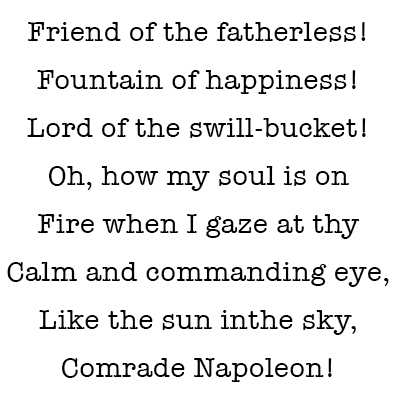 Friend of the fatherless!
Fountain of happiness!
Lord of the swill-bucket!
Oh, how my soul is on
Fire when I gaze at thy
Calm and commanding eye,
Like the sun inthe sky,
Comrade Napoleon!